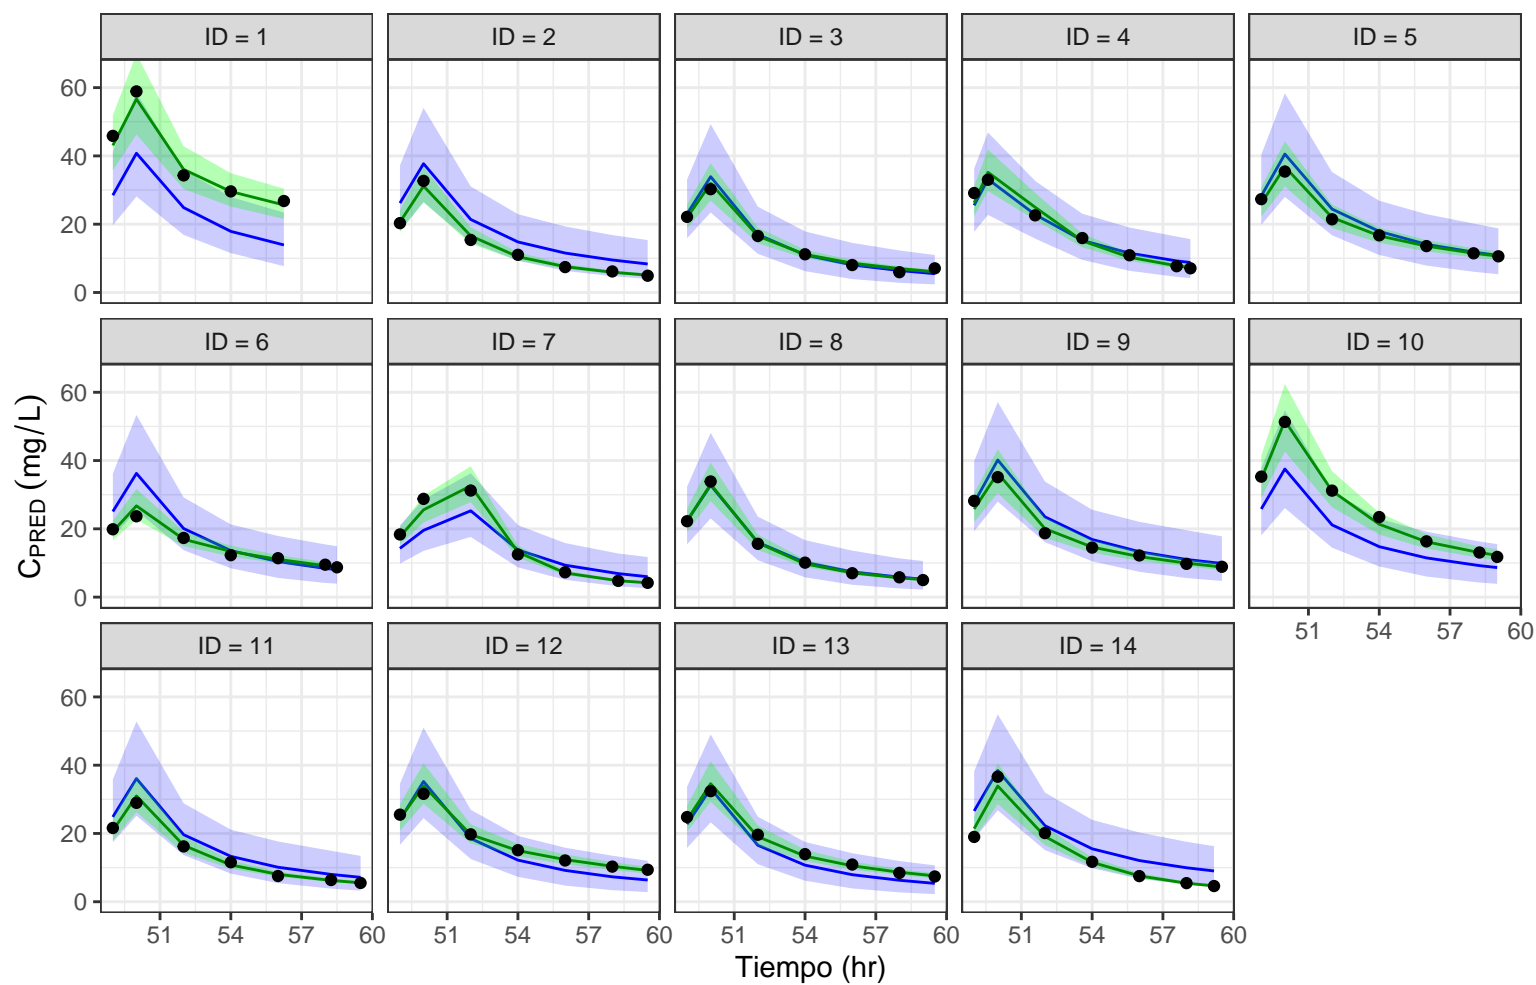 ID = 1 ID = 2 ID = 3 ID = 4 ID = 5
60
40
20
0
ID = 6 ID = 7 ID = 8 ID = 9 ID = 10
60
40
20
0
51 54 57 60
ID = 11 ID = 12 ID = 13 ID = 14
60
40
20
0
51 54 57 60 51 54 57 60 51 54 57 60 51 54 57 60
Tiempo (hr)
CPRED (mg/L)